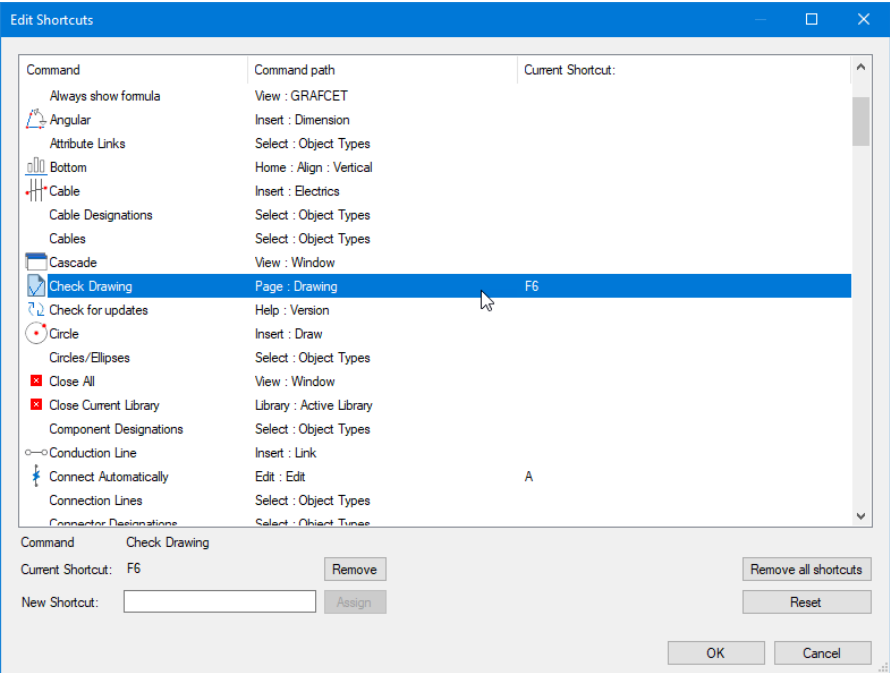 Edit Shortcuts
Command Command path Current Shortcut:
Always show formula View : GRAFCET
Angular Insert : Dimension
Attribute Links Select : Object Types
Bottom Home : Align : Vertical
Cable Insert : Electrics
Cable Designations Select : Object Types
Cables Select : Object Types
Cascade View : Window
Check Drawing Page : Drawing F6
Check for updates Help : Version
Circle Insert : Draw
Circles/Ellipses Select : Object Types
Close All View : Window
Close Current Library Library : Active Library
Component Designations Select : Object Types
Conduction Line Insert : Link
Connect Automatically Edit : Edit A
Connection Lines Select : Object Types
Connector Designations Select : Object Types
Command Check Drawing
Current Shortcut: F6 Remove Remove all shortcuts
New Shortcut: Assign Reset
OK Cancel